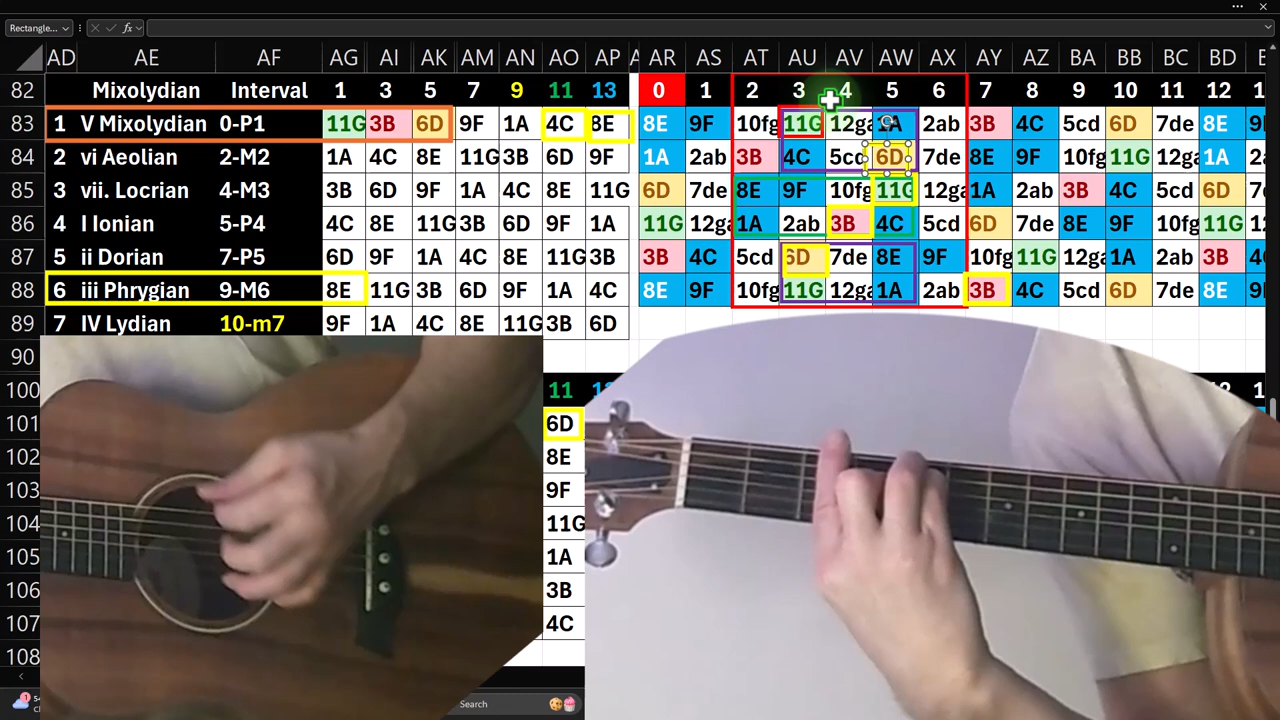 Rectangle...
fx
AD AE AF AG AI AK AM AN AO AP A AR AS AT AU AV AW AX AY AZ BA BB BC BD E
82 Mixolydian Interval 1 3 5 7 9 11 13 0 1 2 3 4 5 6 7 8 9 10 11 12 1
83 1 V Mixolydian 0-P1 11G 3B 6D 9F 1A 4C 8E 8E 9F 10fg 11G 12ga 1A 2ab 3B 4C 5cd 6D 7de 8E 9F
84 2 vi Aeolian 2-M2 1A 4C 8E 11G 3B 6D 9F 1A 2ab 3B 4C 5cd 6D 7de 8E 9F 10fg 11G 12ga 1A 2
85 3 vii. Locrian 4-M3 3B 6D 9F 1A 4C 8E 11G 6D 7de 8E 9F 10fg 11G 12ga 1A 2ab 3B 4C 5cd 6D 7
86 4 I Ionian 5-P4 4C 8E 11G 3B 6D 9F 1A 11G 12ga 1A 2ab 3B 4C 5cd 6D 7de 8E 9F 10fg 11G 12
87 5 ii Dorian 7-P5 6D 9F 1A 4C 8E 11G 3B 3B 4C 5cd 6D 7de 8E 9F 10fg 11G 12ga 1A 2ab 3B 4
88 6 iii Phrygian 9-M6 8E 11G 3B 6D 9F 1A 4C 8E 9F 10fg 11G 12ga 1A 2ab 3B 4C 5cd 6D 7de 8E 9F
89 7 IV Lydian 10-m7 9F 1A 4C 8E 11G 3B 6D
90
100 11
101 6D
102 8E
103 9F
104 11G
105 1A
106 3B
107 4C
108
Search